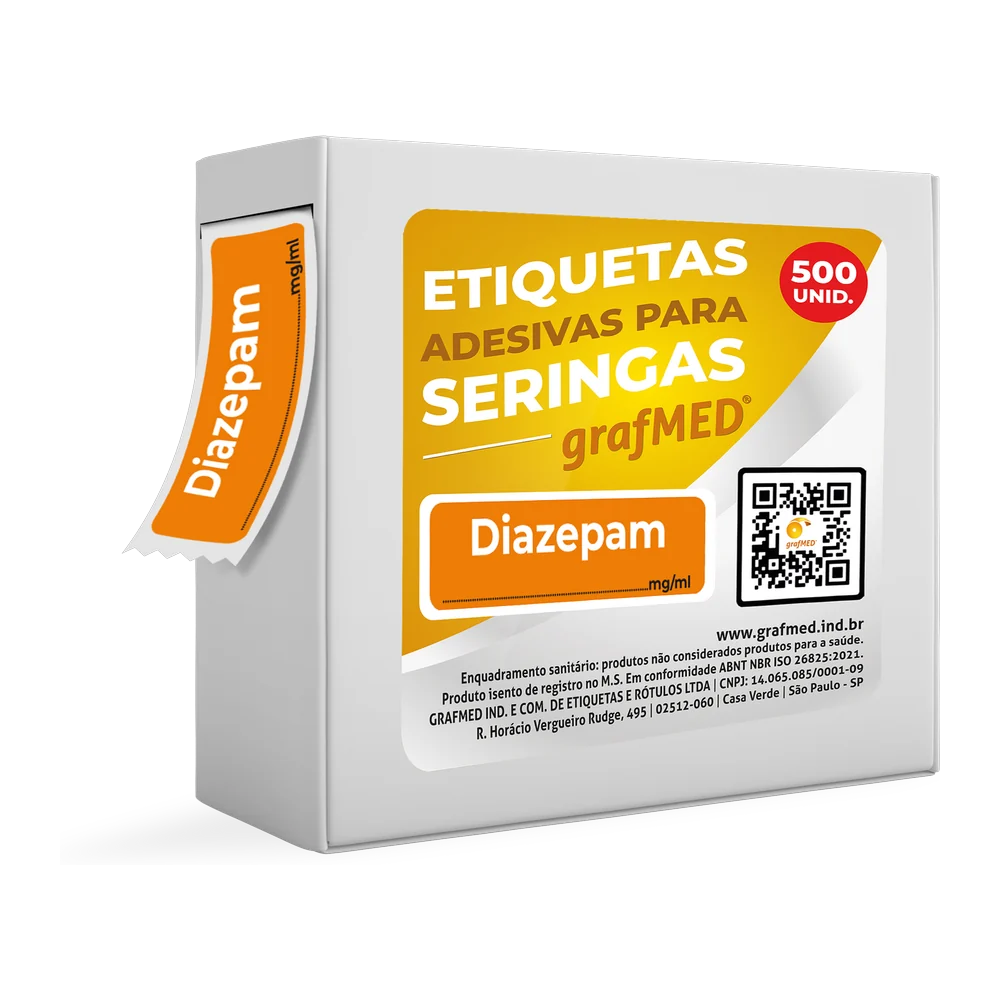 Diazepam
....................mg/ml
ETIQUETAS
ADESIVAS PARA
SERINGAS
grafMED®
500
UNID.
Diazepam
....................mg/ml
grafMED
www.grafmed.ind.br
Enquadramento sanitário: produtos não considerados produtos para a saúde.
Produto isento de registro no M.S. Em conformidade ABNT NBR ISO 26825:2021.
GRAFMED IND. E COM. DE ETIQUETAS E RÓTULOS LTDA | CNPJ: 14.065.085/0001-09
R. Horácio Vergueiro Rudge, 495 | 02512-060 | Casa Verde | São Paulo - SP